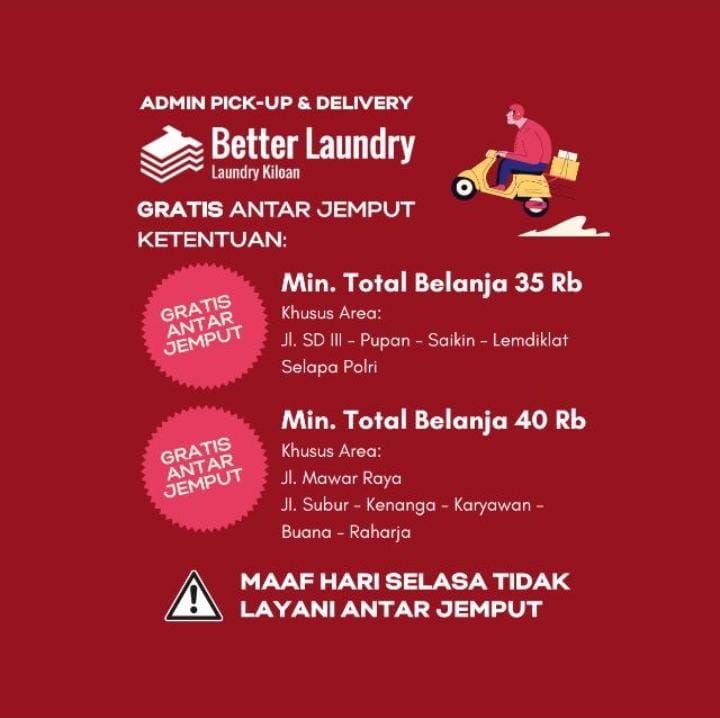 ADMIN PICK-UP & DELIVERY
Better Laundry
Laundry Kiloan
GRATIS ANTAR JEMPUT
KETENTUAN:
GRATIS
ANTAR
JEMPUT
Min. Total Belanja 35 Rb
Khusus Area:
Jl. SD III - Pupan - Saikin - Lemdiklat
Selapa Polri
GRATIS
ANTAR
JEMPUT
Min. Total Belanja 40 Rb
Khusus Area:
Jl. Mawar Raya
Jl. Subur - Kenanga - Karyawan -
Buana - Raharja
MAAF HARI SELASA TIDAK
LAYANI ANTAR JEMPUT